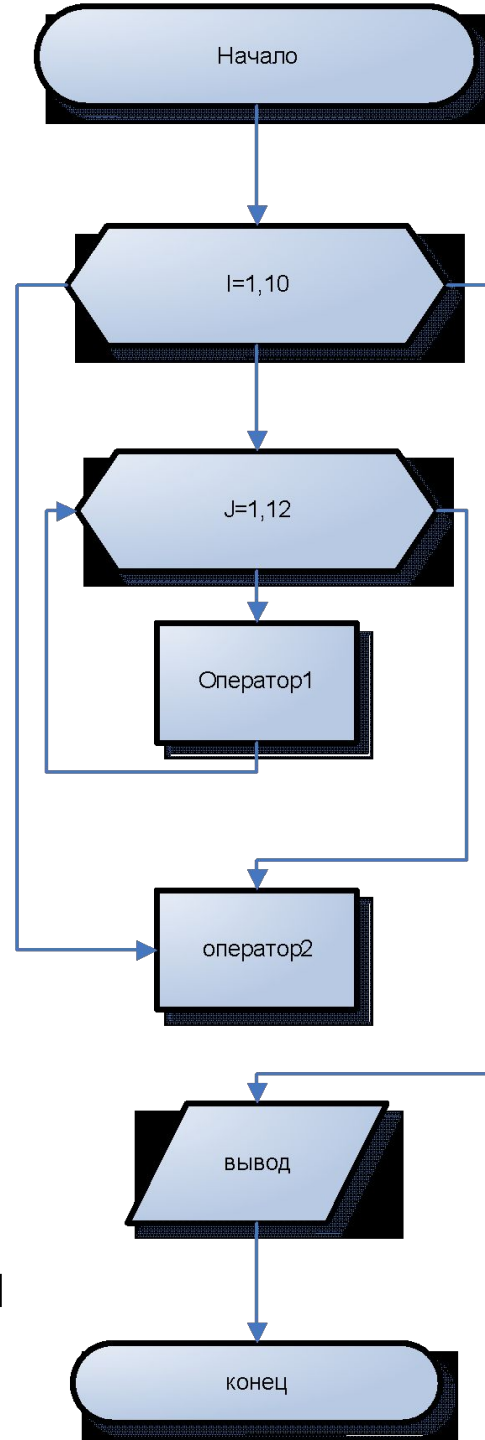 Начало
I=1,10
J=1,12
Оператор1
оператор2
вывод
конец